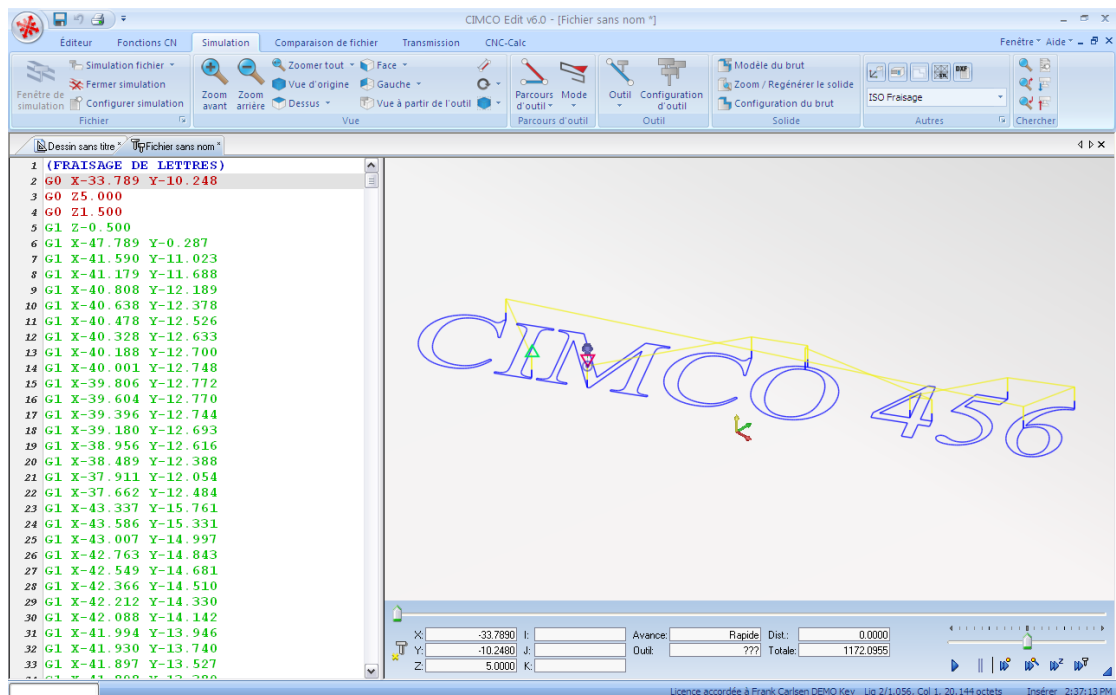 CIMCO Edit v6.0 - [Fichier sans nom *]
Éditeur Fonctions CN Simulation Comparaison de fichier Transmission CNC-Calc Fenêtre Aide
Fenêtre de simulation
Simulation fichier
Fermer simulation
Configurer simulation
Fichier
Zoom avant
Zoom arrière
Zoomer tout
Vue d'origine
Dessus
Face
Gauche
Vue à partir de l'outil
Vue
Parcours d'outil
Mode
Parcours d'outil
Outil
Configuration d'outil
Outil
Modèle du brut
Zoom / Regénérer le solide
Configuration du brut
Solide
DXF
ISO Fraisage
Autres
Chercher
Dessin sans titre * Fichier sans nom *
1 (FRAISAGE DE LETTRES)
2 G0 X-33.789 Y-10.248
3 G0 Z5.000
4 G0 Z1.500
5 G1 Z-0.500
6 G1 X-47.789 Y-0.287
7 G1 X-41.590 Y-11.023
8 G1 X-41.179 Y-11.688
9 G1 X-40.808 Y-12.189
10 G1 X-40.638 Y-12.378
11 G1 X-40.478 Y-12.526
12 G1 X-40.328 Y-12.633
13 G1 X-40.188 Y-12.700
14 G1 X-40.001 Y-12.748
15 G1 X-39.806 Y-12.772
16 G1 X-39.604 Y-12.770
17 G1 X-39.396 Y-12.744
18 G1 X-39.180 Y-12.693
19 G1 X-38.956 Y-12.616
20 G1 X-38.489 Y-12.388
21 G1 X-37.911 Y-12.054
22 G1 X-37.662 Y-12.484
23 G1 X-43.337 Y-15.761
24 G1 X-43.586 Y-15.331
25 G1 X-43.007 Y-14.997
26 G1 X-42.763 Y-14.843
27 G1 X-42.549 Y-14.681
28 G1 X-42.366 Y-14.510
29 G1 X-42.212 Y-14.330
30 G1 X-42.088 Y-14.142
31 G1 X-41.994 Y-13.946
32 G1 X-41.930 Y-13.740
33 G1 X-41.897 Y-13.527
CIMCO 456
X: -33.7890 I: Avance: Rapide Dist.: 0.0000
Y: -10.2480 J: Outil: ??? Totale: 1172.0955
Z: 5.0000 K:
Licence accordée à Frank Carlsen DEMO Key Lig 2/1.056, Col 1, 20.144 octets Insérer 2:37:13 PM